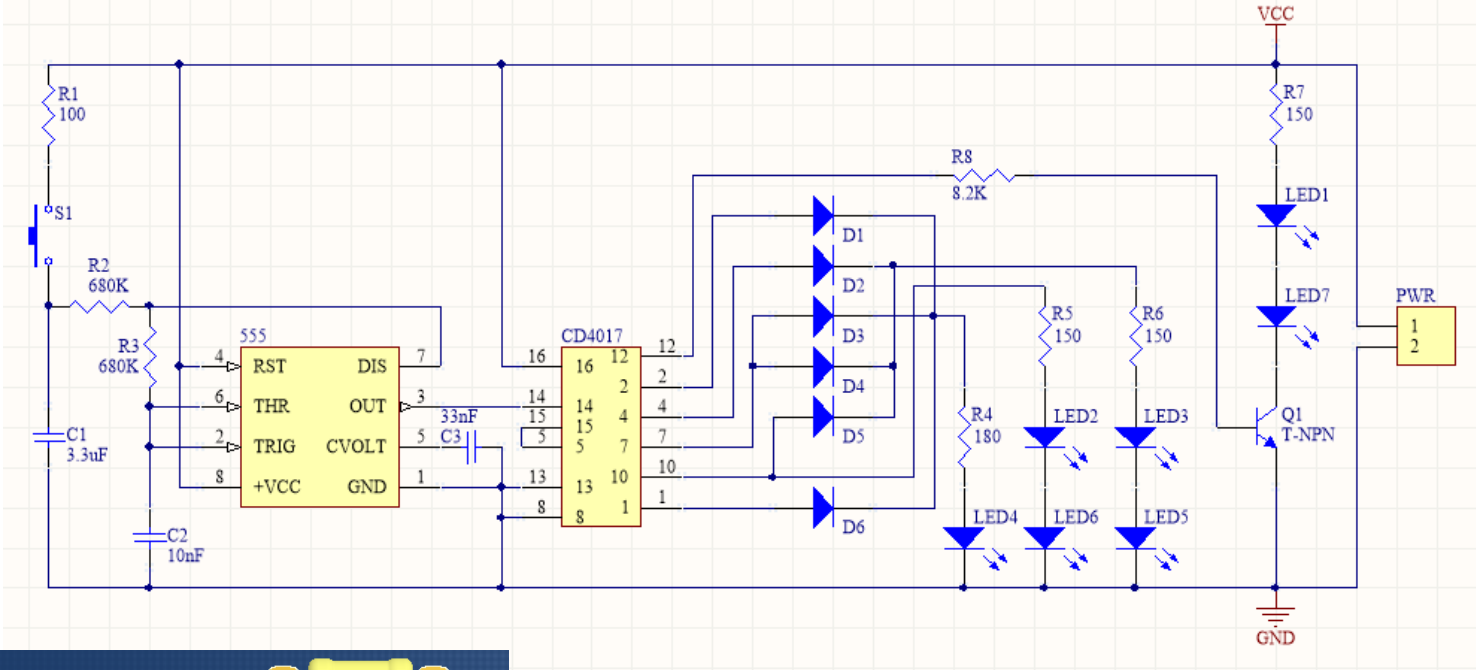 VCC
R1
100
R7
150
R8
8.2K
LED1
S1
D1
R2
680K
D2
LED7
PWR
1
2
R3
680K
555
CD4017
R5
150
R6
150
D3
4
RST
DIS
7
16
16
12
12
2
2
D4
6
THR
OUT
3
33nF
14
14
15
15
4
4
C1
3.3uF
2
TRIG
CVOLT
5
C3
5
5
7
7
D5
R4
180
LED2
LED3
Q1
T-NPN
8
+VCC
GND
1
13
13
10
10
8
8
1
1
D6
LED4
LED6
LED5
C2
10nF
GND